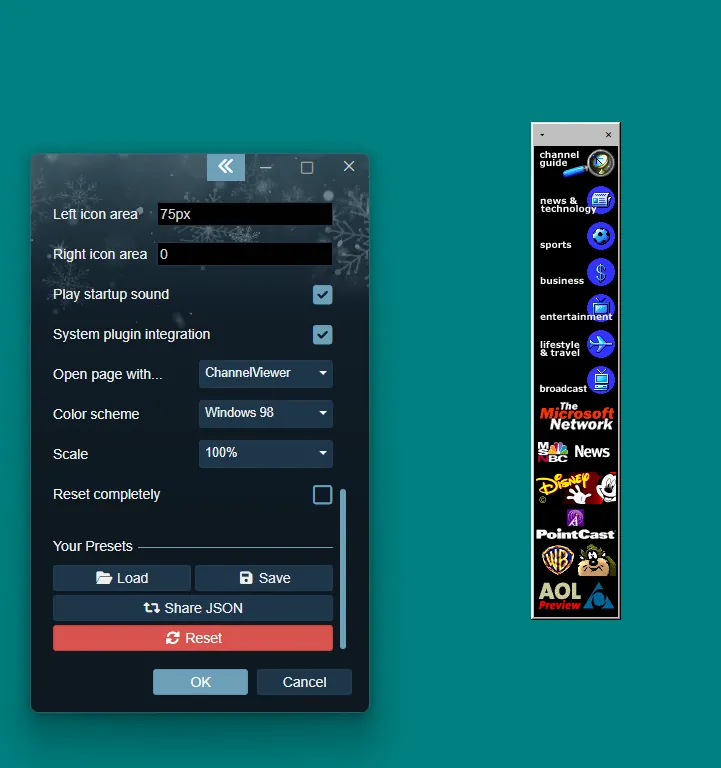 Left icon area 75px
Right icon area 0
Play startup sound
System plugin integration
Open page with... ChannelViewer
Color scheme Windows 98
Scale 100%
Reset completely
Your Presets
Load Save
Share JSON
Reset
OK Cancel
channel
guide
news &
technology
sports
business
entertainment
lifestyle
& travel
broadcast
The
Microsoft
Network
MSNBC News
Disney
©
PointCast
WB
AOL
Preview